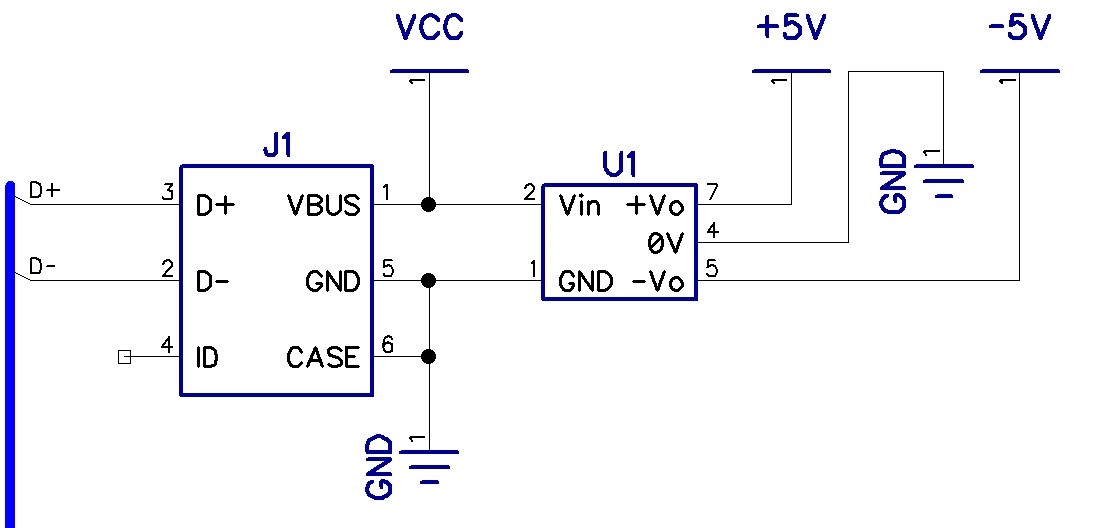 VCC +5V -5V
1 1 1
J1 U1 GND 1
D+ 3 D+ VBUS 1 2 Vin +Vo 7
0V 4
D- 2 D- GND 5 1 GND -Vo 5
4 ID CASE 6
GND 1